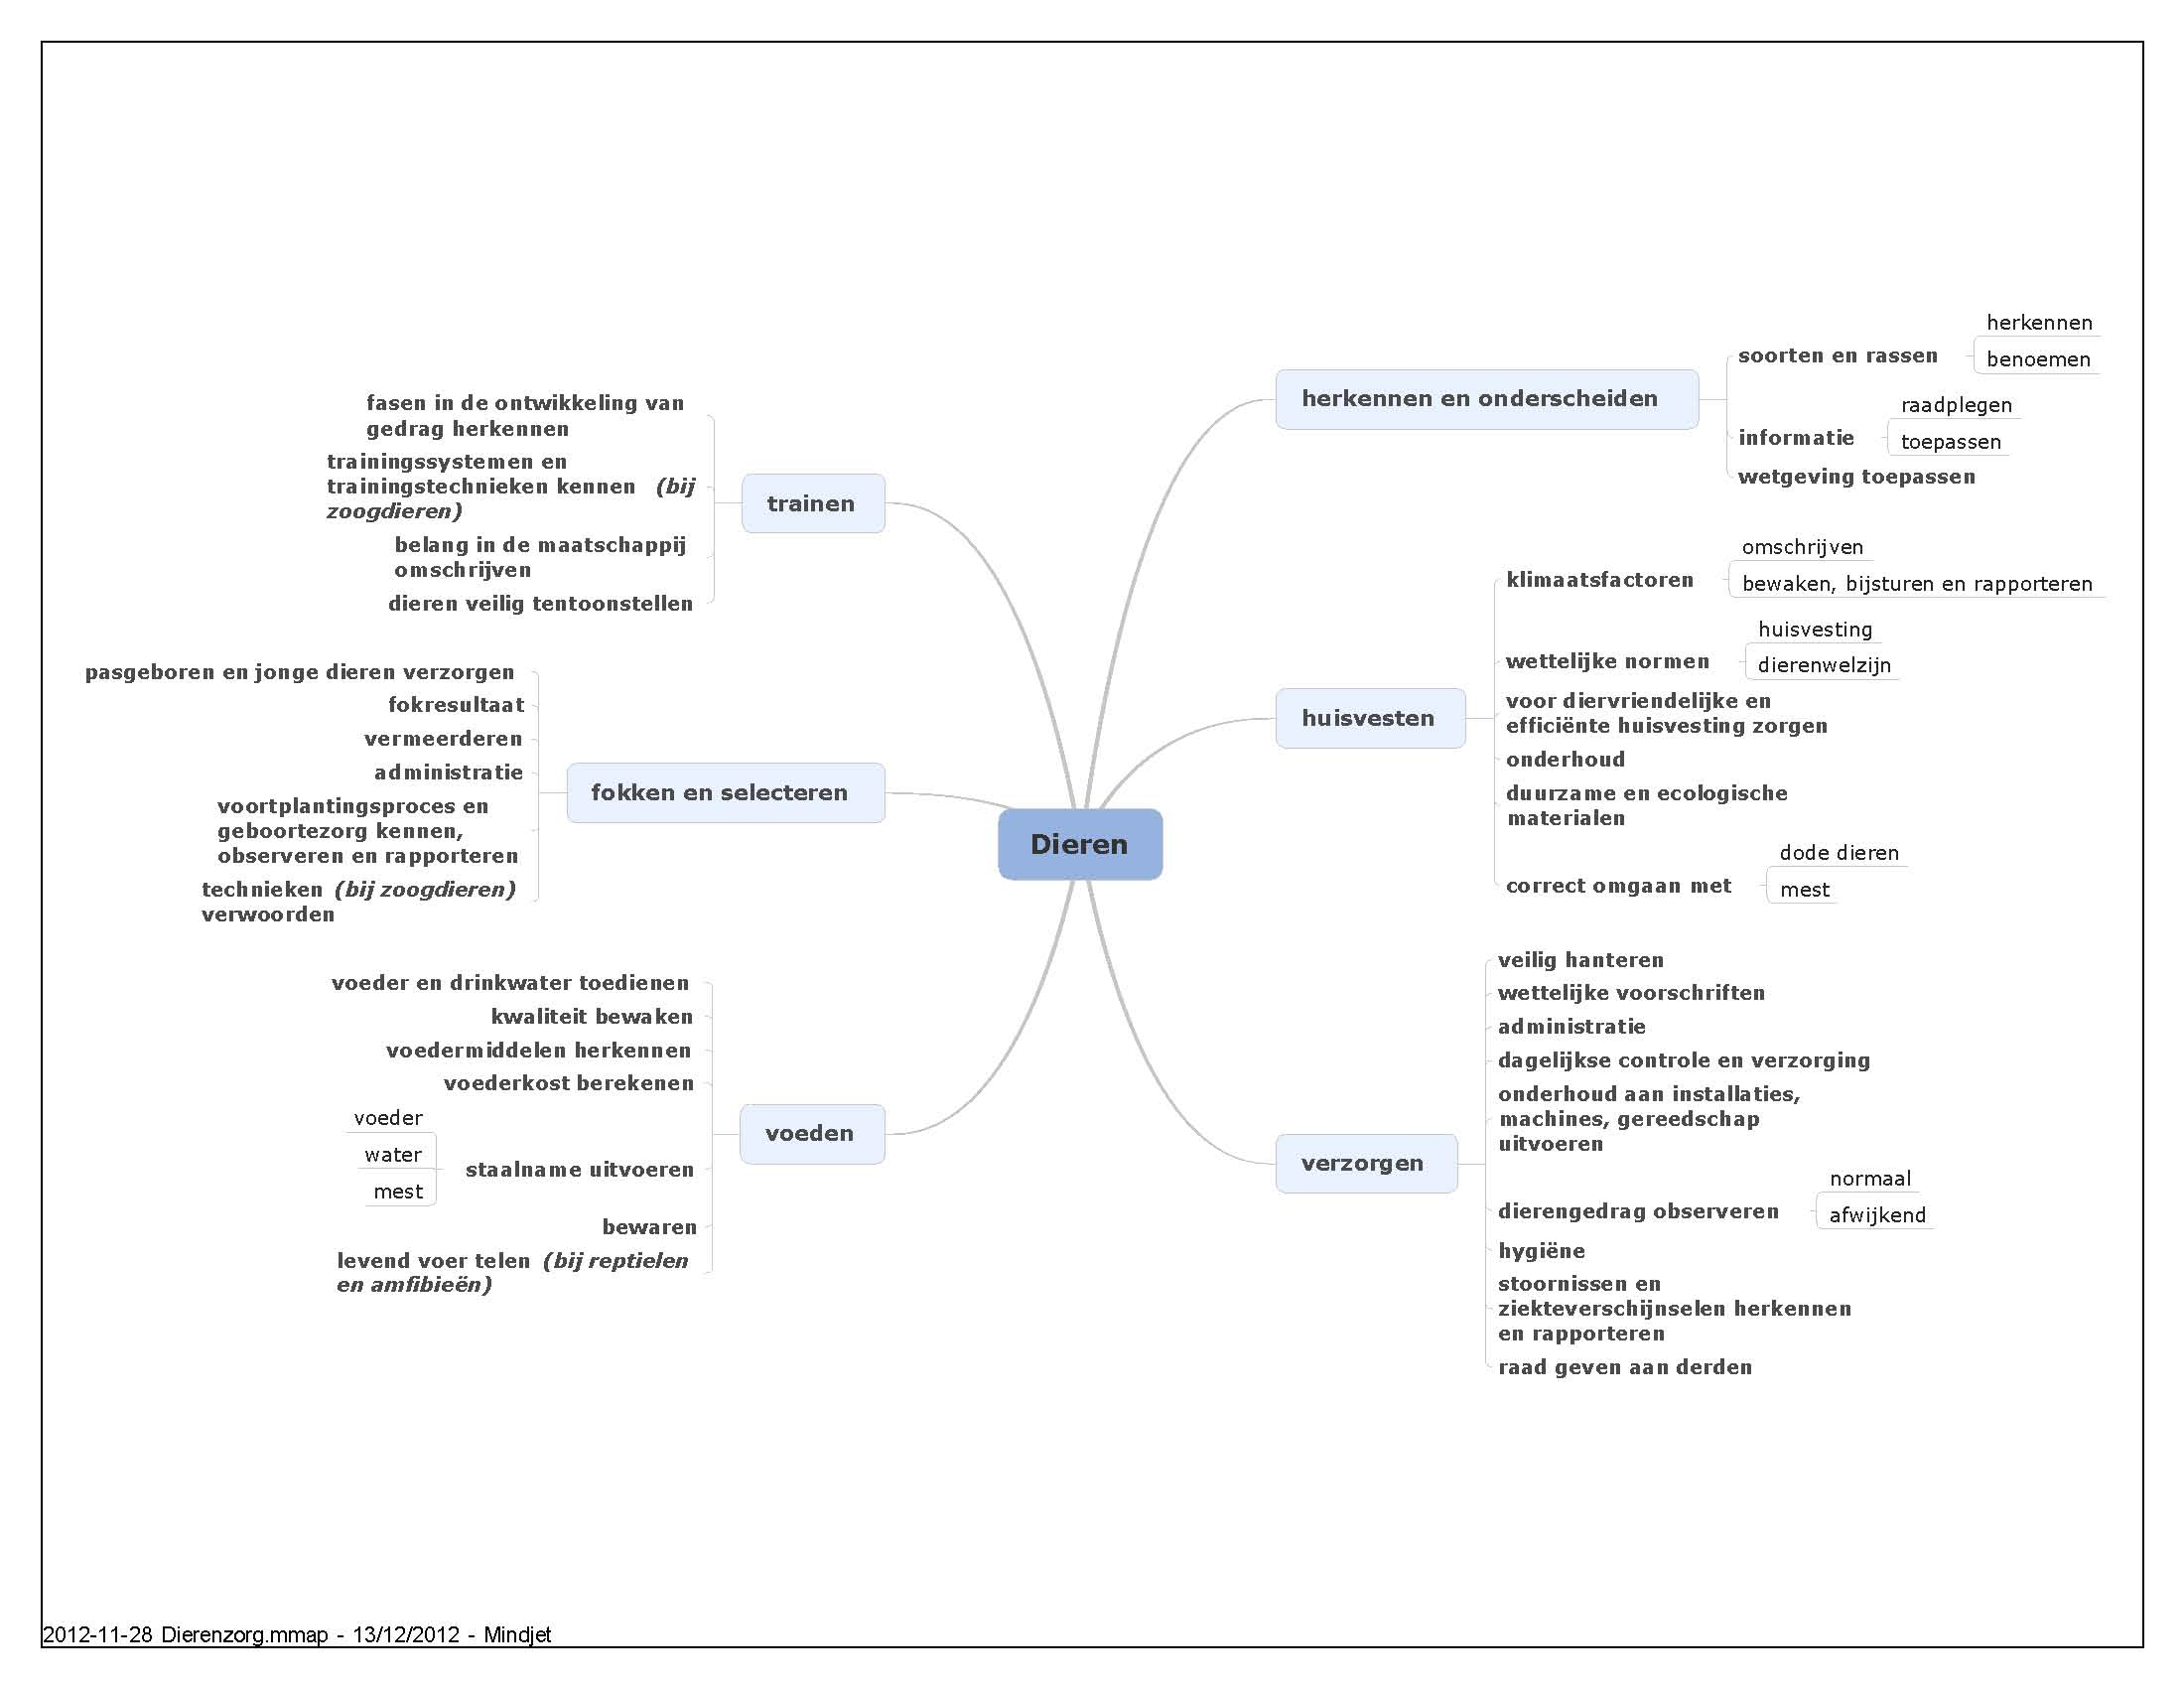 herkennen
soorten en rassen
benoemen
herkennen en onderscheiden
raadplegen
informatie
toepassen
wetgeving toepassen
fasen in de ontwikkeling van
gedrag herkennen
trainingssystemen en
trainingstechnieken kennen (bij
zoogdieren)
trainen
belang in de maatschappij
omschrijven
dieren veilig tentoonstellen
omschrijven
klimaatsfactoren
bewaken, bijsturen en rapporteren
huisvesting
wettelijke normen
dierenwelzijn
huisvesten
voor diervriendelijke en
efficiënte huisvesting zorgen
onderhoud
duurzame en ecologische
materialen
dode dieren
correct omgaan met
mest
pasgeboren en jonge dieren verzorgen
fokresultaat
vermeerderen
administratie
fokken en selecteren
voortplantingsproces en
geboortezorg kennen,
observeren en rapporteren
technieken (bij zoogdieren)
verwoorden
Dieren
voeder en drinkwater toedienen
kwaliteit bewaken
voedermiddelen herkennen
voederkost berekenen
voeden
voeder
water
staalname uitvoeren
mest
bewaren
levend voer telen (bij reptielen
en amfibieën)
veilig hanteren
wettelijke voorschriften
administratie
dagelijkse controle en verzorging
onderhoud aan installaties,
machines, gereedschap
uitvoeren
verzorgen
normaal
dierengedrag observeren
afwijkend
hygiëne
stoornissen en
ziekteverschijnselen herkennen
en rapporteren
raad geven aan derden
2012-11-28 Dierenzorg.mmap - 13/12/2012 - Mindjet